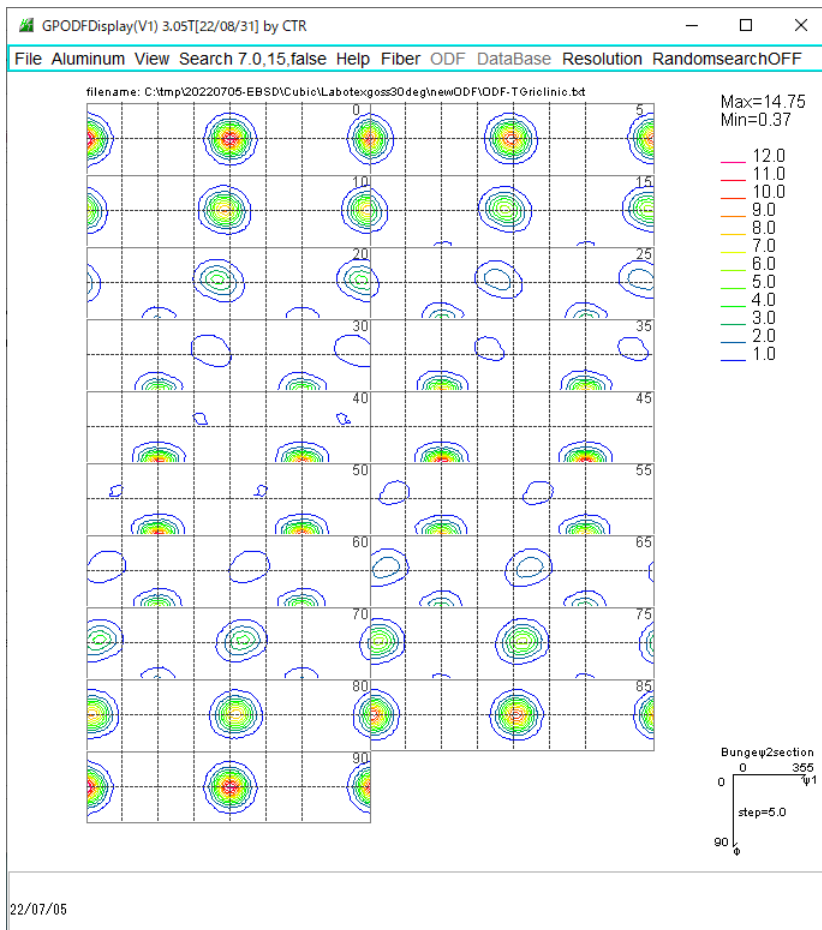 GPODFDisplay(V1) 3.05T[22/08/31] by CTR
File Aluminum View Search 7.0,15,false Help Fiber ODF DataBase Resolution RandomsearchOFF
filename: C:\tmp\20220705-EBSD\Cubic\Labotexgoss30deg\newODF\ODF-TGriclinic.txt
Max=14.75
Min=0.37
0 5
10 15
20 25
30 35
40 45
50 55
60 65
70 75
80 85
90
12.0
11.0
10.0
9.0
8.0
7.0
6.0
5.0
4.0
3.0
2.0
1.0
Bungeψ2section
0 355
0 ψ1
step=5.0
90
Φ
22/07/05